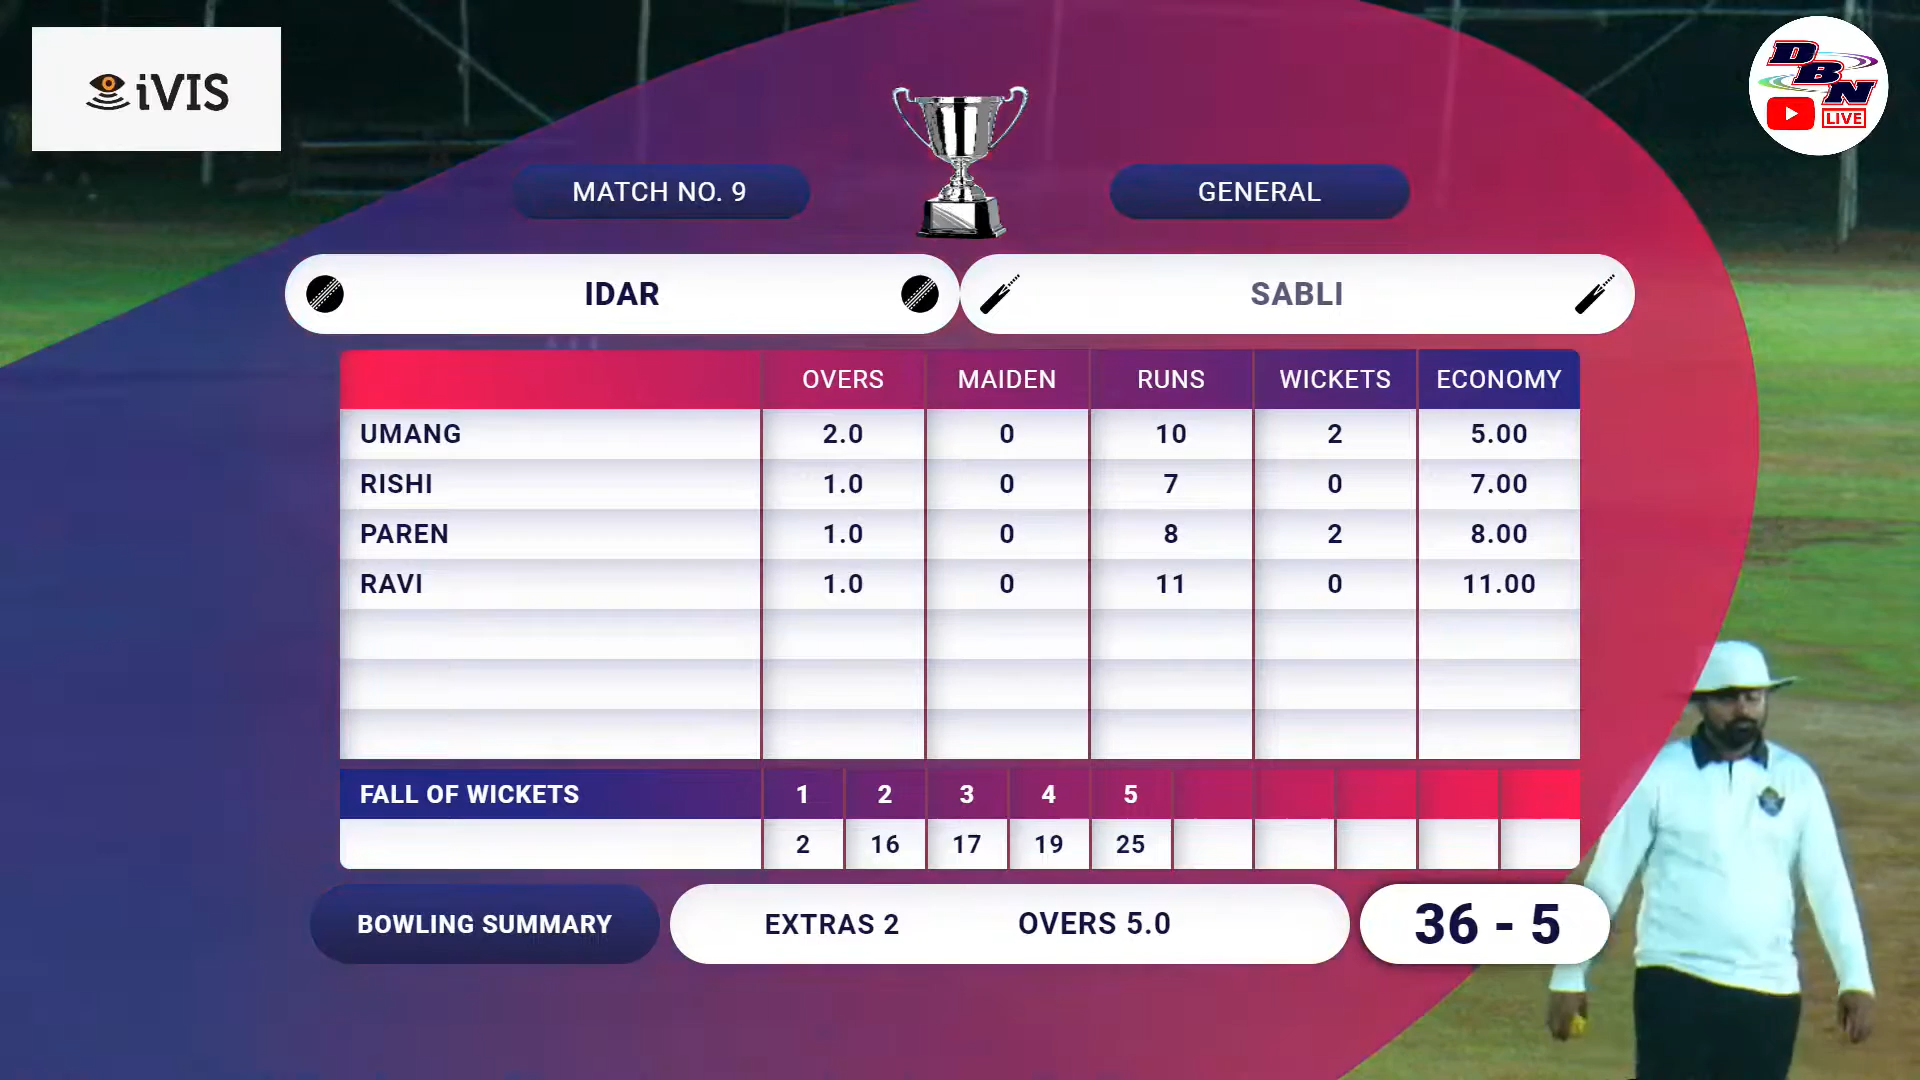 iVIS
DBN
LIVE
MATCH NO. 9
GENERAL
IDAR
SABLI
OVERS MAIDEN RUNS WICKETS ECONOMY
UMANG 2.0 0 10 2 5.00
RISHI 1.0 0 7 0 7.00
PAREN 1.0 0 8 2 8.00
RAVI 1.0 0 11 0 11.00
FALL OF WICKETS 1 2 3 4 5
2 16 17 19 25
BOWLING SUMMARY
EXTRAS 2 OVERS 5.0
36 - 5